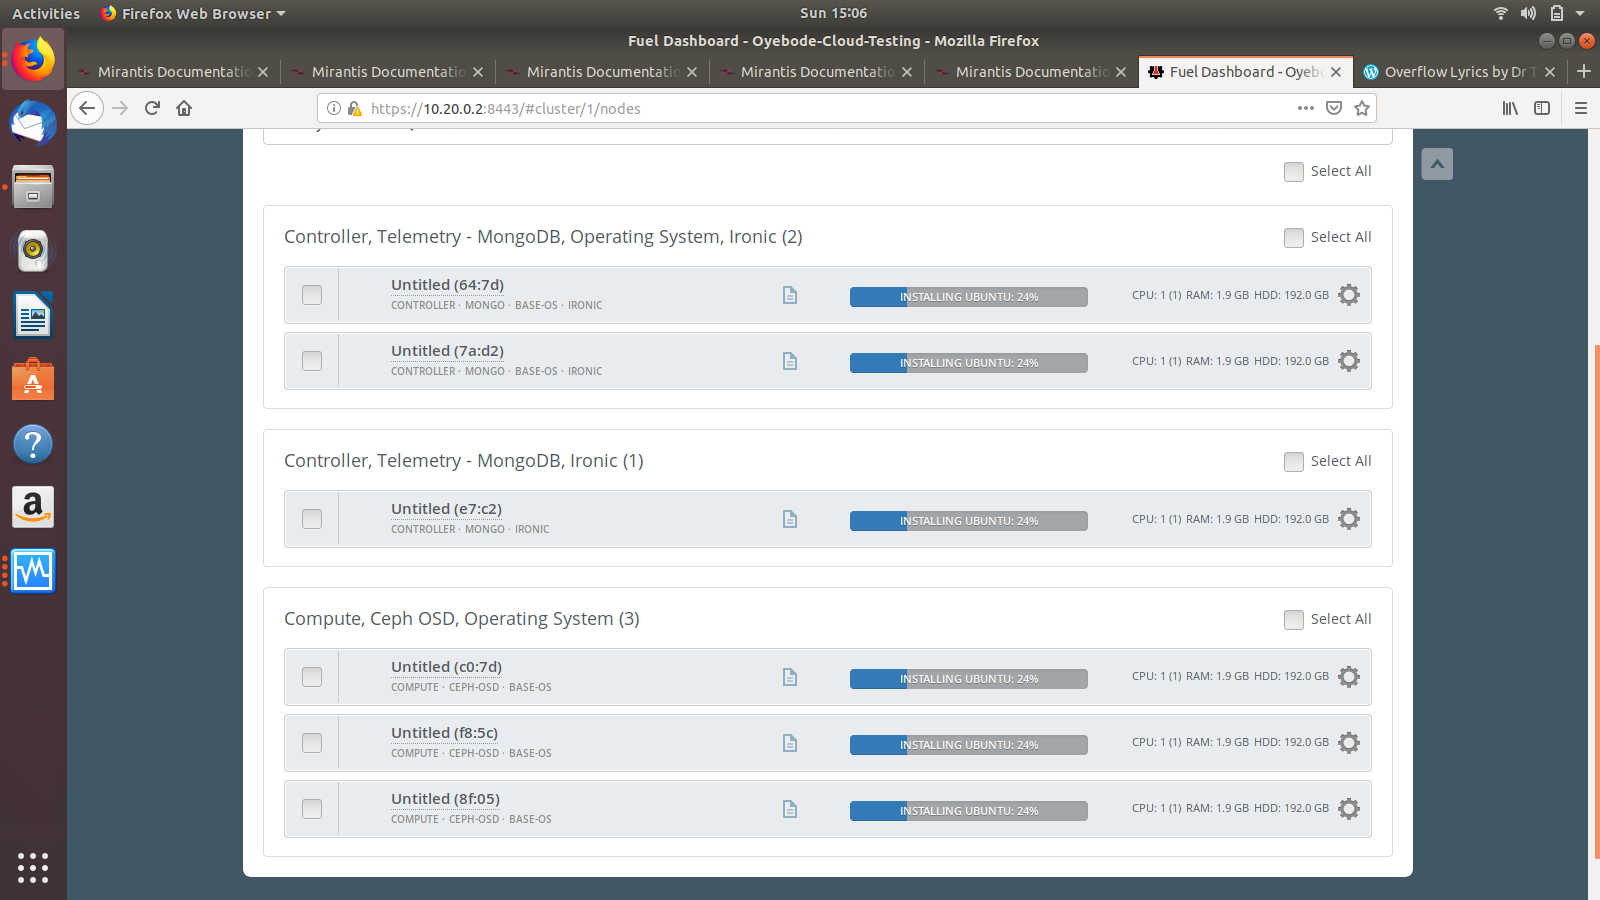 Activities
Firefox Web Browser
Sun 15:06
Fuel Dashboard - Oyebode-Cloud-Testing - Mozilla Firefox
Mirantis Documentatio
Mirantis Documentatio
Mirantis Documentatio
Mirantis Documentatio
Mirantis Documentatio
Fuel Dashboard - Oyeb
Overflow Lyrics by Dr T
https://10.20.0.2:8443/#cluster/1/nodes
Select All
Controller, Telemetry - MongoDB, Operating System, Ironic (2)
Select All
Untitled (64:7d)
CONTROLLER · MONGO · BASE-OS · IRONIC
INSTALLING UBUNTU: 24%
CPU: 1 (1) RAM: 1.9 GB HDD: 192.0 GB
Untitled (7a:d2)
CONTROLLER · MONGO · BASE-OS · IRONIC
INSTALLING UBUNTU: 24%
CPU: 1 (1) RAM: 1.9 GB HDD: 192.0 GB
Controller, Telemetry - MongoDB, Ironic (1)
Select All
Untitled (e7:c2)
CONTROLLER · MONGO · IRONIC
INSTALLING UBUNTU: 24%
CPU: 1 (1) RAM: 1.9 GB HDD: 192.0 GB
Compute, Ceph OSD, Operating System (3)
Select All
Untitled (c0:7d)
COMPUTE · CEPH-OSD · BASE-OS
INSTALLING UBUNTU: 24%
CPU: 1 (1) RAM: 1.9 GB HDD: 192.0 GB
Untitled (f8:5c)
COMPUTE · CEPH-OSD · BASE-OS
INSTALLING UBUNTU: 24%
CPU: 1 (1) RAM: 1.9 GB HDD: 192.0 GB
Untitled (8f:05)
COMPUTE · CEPH-OSD · BASE-OS
INSTALLING UBUNTU: 24%
CPU: 1 (1) RAM: 1.9 GB HDD: 192.0 GB